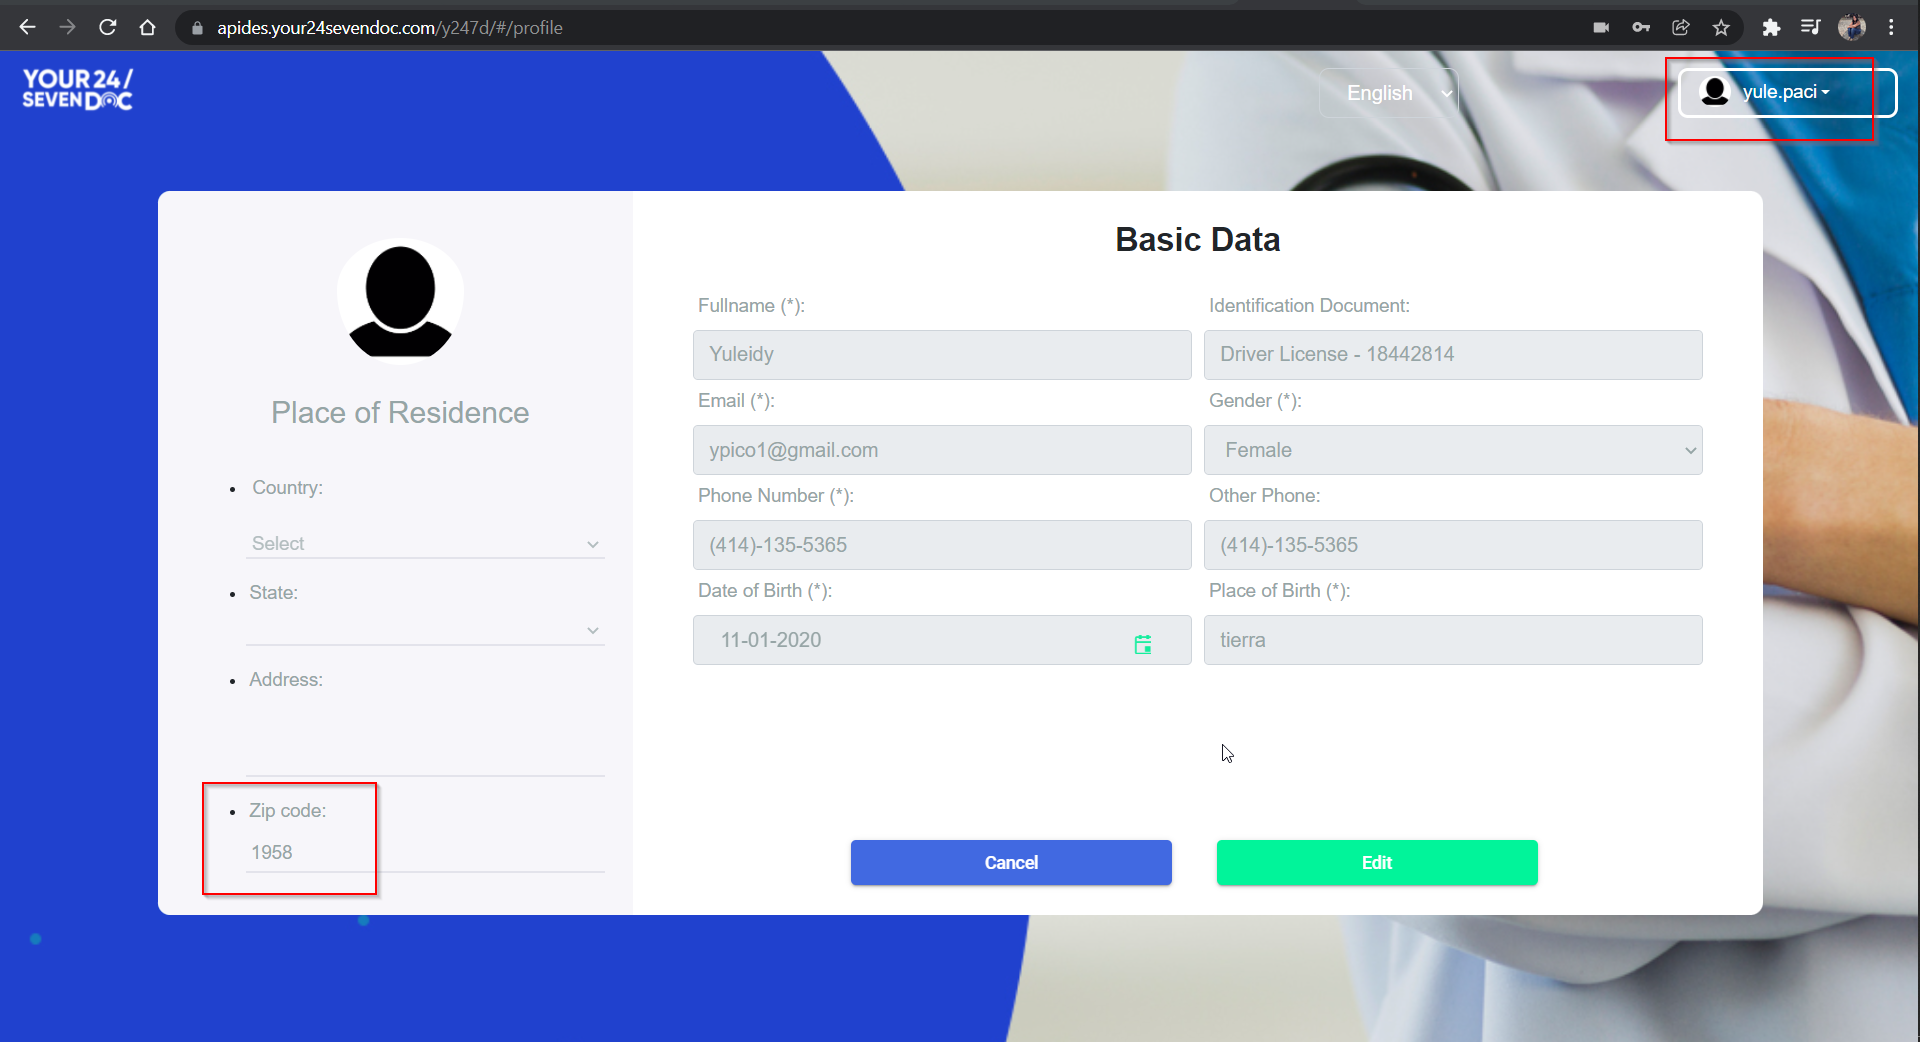 apides.your24sevendoc.com/y247d/#/profile
YOUR 24/
SEVEN DOC
English
yule.paci
Place of Residence
Country:
Select
State:
Address:
Zip code:
1958
Basic Data
Fullname (*):
Identification Document:
Yuleidy
Driver License - 18442814
Email (*):
Gender (*):
ypico1@gmail.com
Female
Phone Number (*):
Other Phone:
(414)-135-5365
(414)-135-5365
Date of Birth (*):
Place of Birth (*):
11-01-2020
tierra
Cancel
Edit